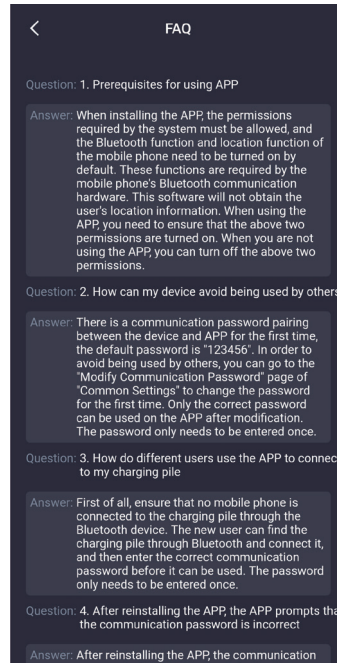 FAQ
Question: 1. Prerequisites for using APP
Answer: When installing the APP, the permissions
required by the system must be allowed, and
the Bluetooth function and location function of
the mobile phone need to be turned on by
default. These functions are required by the
mobile phone's Bluetooth communication
hardware. This software will not obtain the
user's location information. When using the
APP, you need to ensure that the above two
permissions are turned on. When you are not
using the APP, you can turn off the above two
permissions.
Question: 2. How can my device avoid being used by others
Answer: There is a communication password pairing
between the device and APP for the first time,
the default password is "123456". In order to
avoid being used by others, you can go to the
"Modify Communication Password" page of
"Common Settings" to change the password
for the first time. Only the correct password
can be used on the APP after modification.
The password only needs to be entered once.
Question: 3. How do different users use the APP to connec
to my charging pile
Answer: First of all, ensure that no mobile phone is
connected to the charging pile through the
Bluetooth device. The new user can find the
charging pile through Bluetooth and connect it,
and then enter the correct communication
password before it can be used. The password
only needs to be entered once.
Question: 4. After reinstalling the APP, the APP prompts tha
the communication password is incorrect
Answer: After reinstalling the APP, the communication